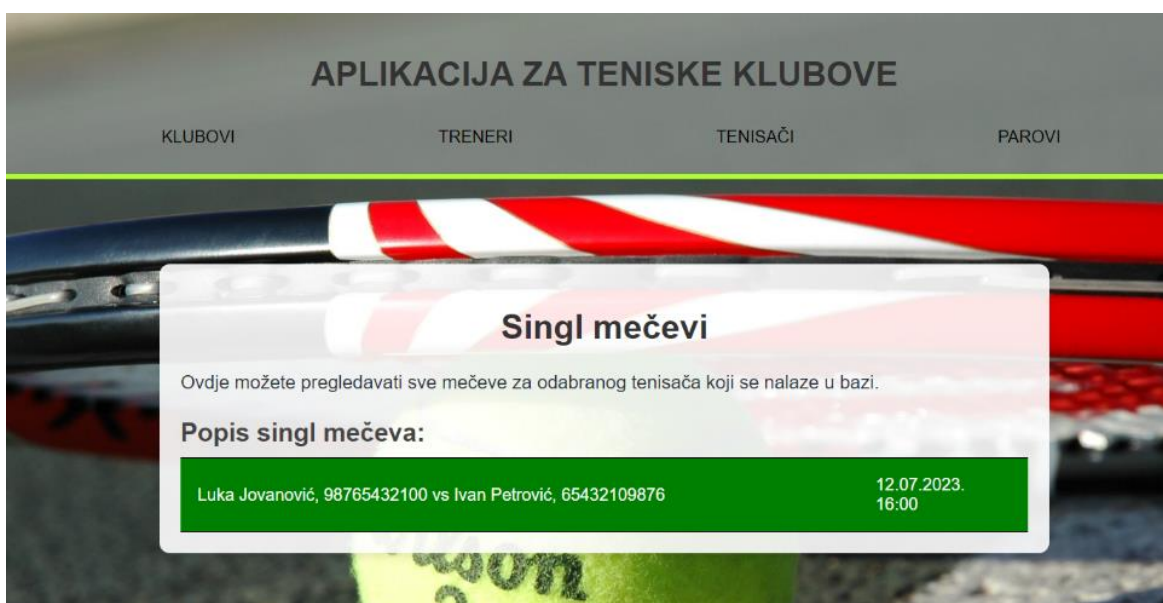 APLIKACIJA ZA TENISKE KLUBOVE
KLUBOVI TRENERI TENISAČI PAROVI
Singl mečevi
Ovdje možete pregledavati sve mečeve za odabranog tenisača koji se nalaze u bazi.
Popis singl mečeva:
Luka Jovanović, 98765432100 vs Ivan Petrović, 65432109876
12.07.2023.
16:00